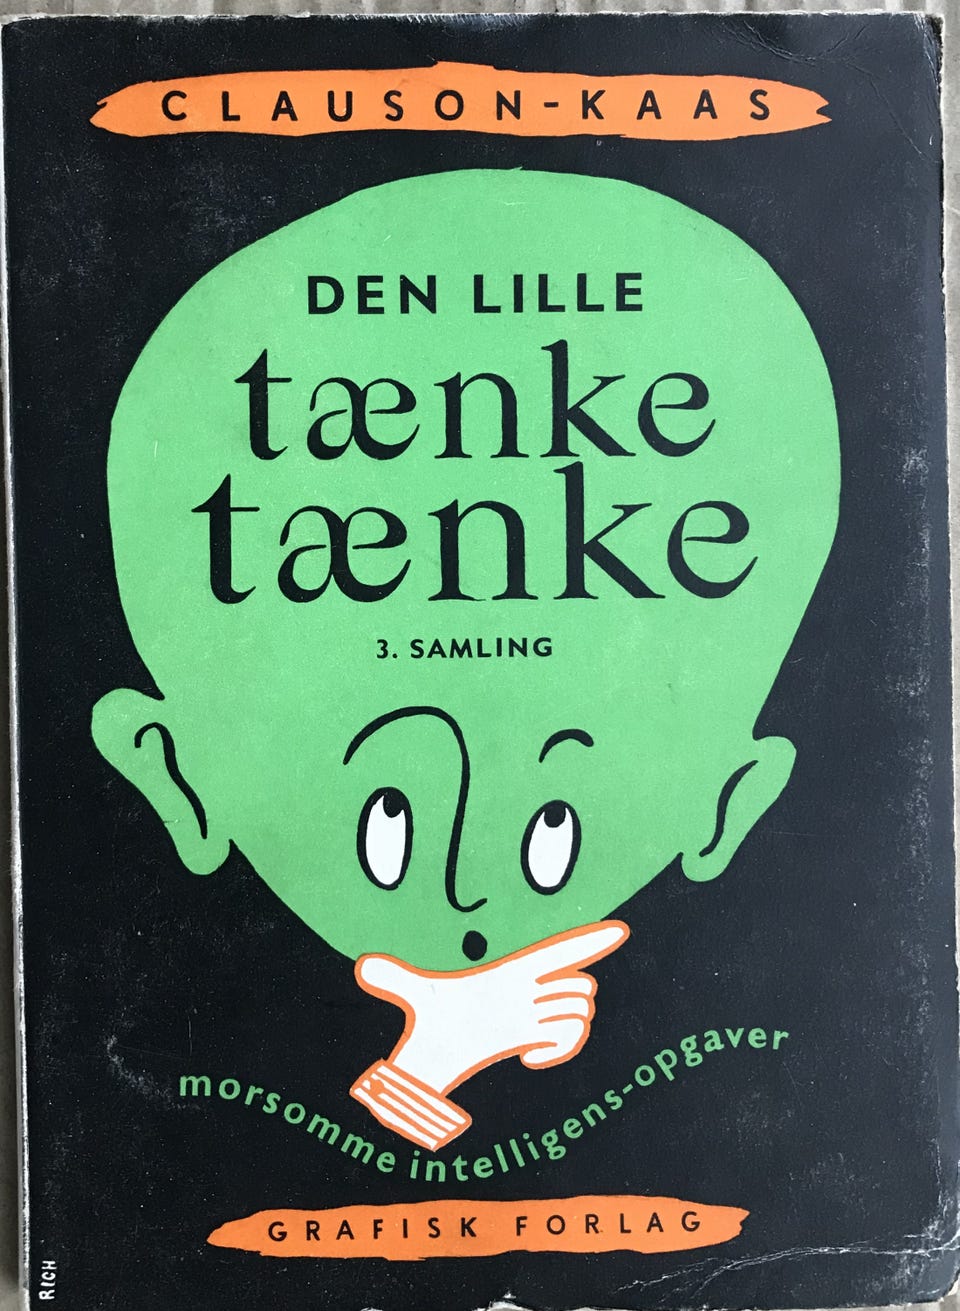 CLAUSON-KAAS
DEN LILLE
tænke
tænke
3. SAMLING
morsomme intelligens-opgaver
GRAFISK FORLAG
RICH